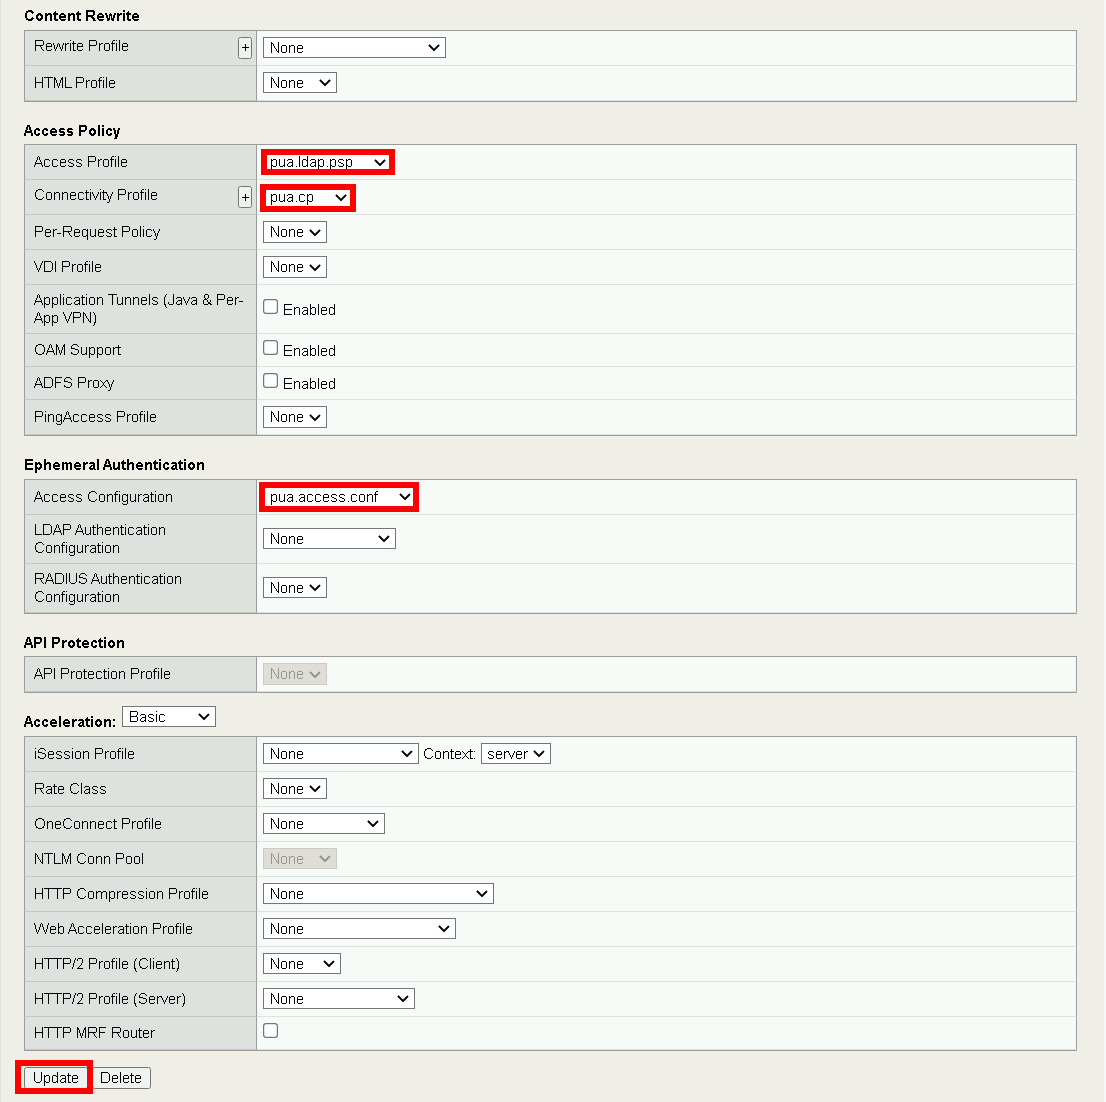 Content Rewrite
Rewrite Profile + None
HTML Profile None
Access Policy
Access Profile pua.ldap.psp
Connectivity Profile + pua.cp
Per-Request Policy None
VDI Profile None
Application Tunnels (Java & Per-
App VPN) Enabled
OAM Support Enabled
ADFS Proxy Enabled
PingAccess Profile None
Ephemeral Authentication
Access Configuration pua.access.conf
LDAP Authentication
Configuration None
RADIUS Authentication
Configuration None
API Protection
API Protection Profile None
Acceleration: Basic
iSession Profile None Context: server
Rate Class None
OneConnect Profile None
NTLM Conn Pool None
HTTP Compression Profile None
Web Acceleration Profile None
HTTP/2 Profile (Client) None
HTTP/2 Profile (Server) None
HTTP MRF Router
Update Delete